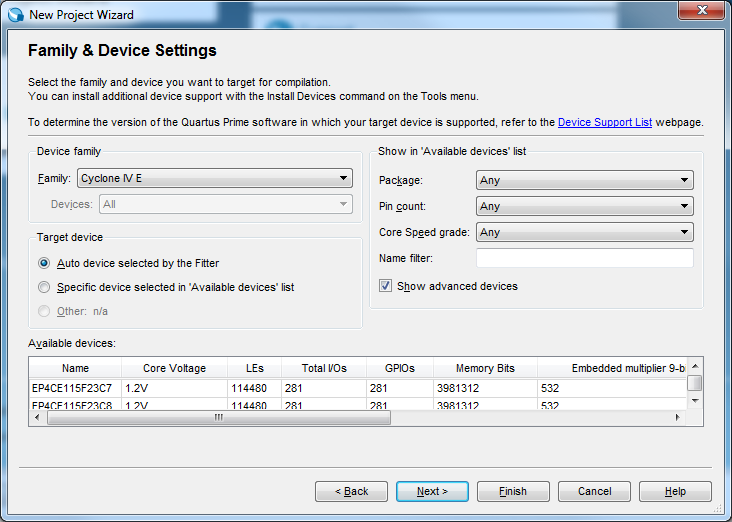 New Project Wizard
Family & Device Settings
Select the family and device you want to target for compilation.
You can install additional device support with the Install Devices command on the Tools menu.
To determine the version of the Quartus Prime software in which your target device is supported, refer to the Device Support List webpage.
Device family
Family: Cyclone IV E
Devices: All
Target device
Auto device selected by the Fitter
Specific device selected in 'Available devices' list
Other: n/a
Show in 'Available devices' list
Package: Any
Pin count: Any
Core Speed grade: Any
Name filter:
Show advanced devices
Available devices:
Name Core Voltage LEs Total I/Os GPIOs Memory Bits Embedded multiplier 9-b
EP4CE115F23C7 1.2V 114480 281 281 3981312 532
EP4CE115F23C8 1.2V 114480 281 281 3981312 532
< Back Next > Finish Cancel Help